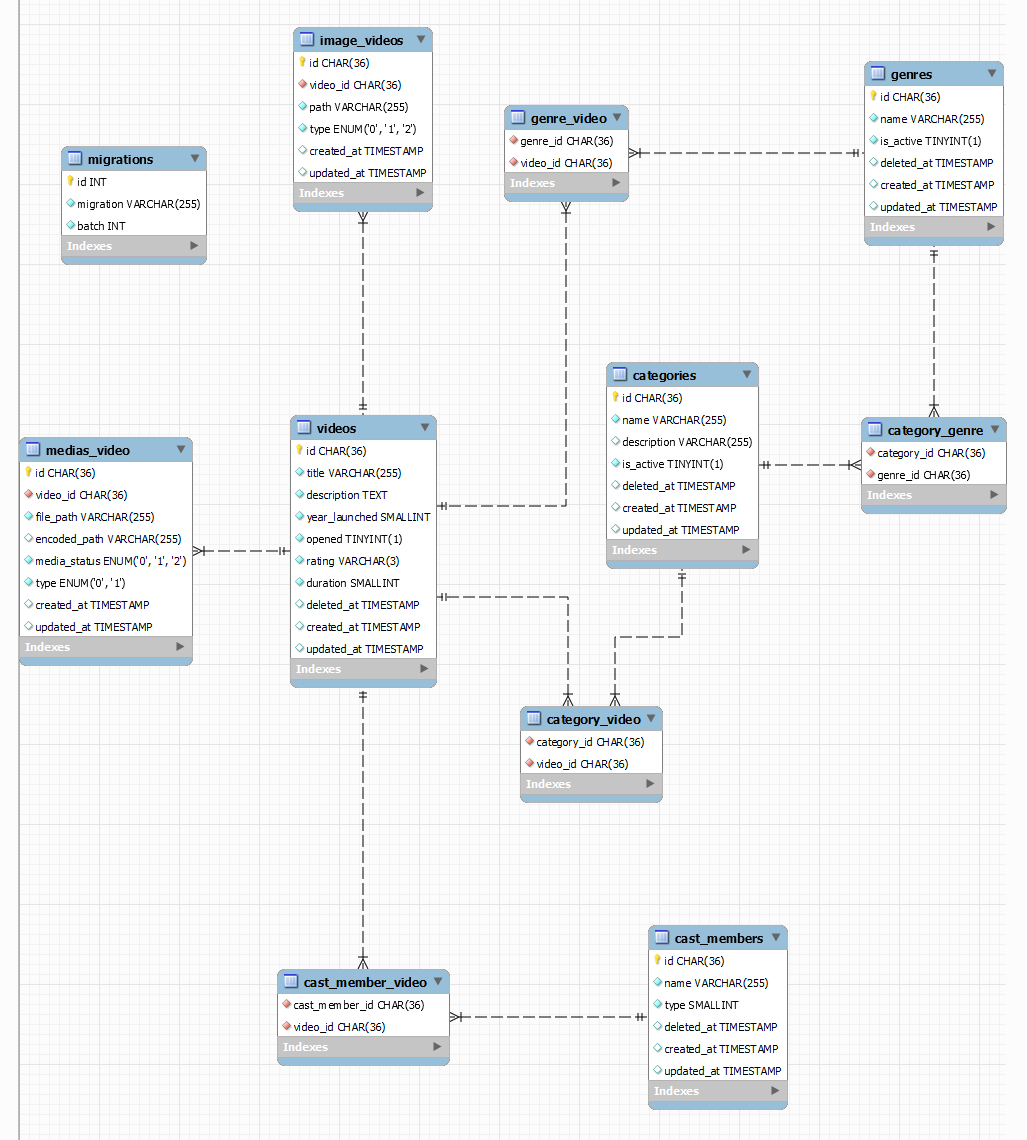 image_videos
id CHAR(36)
video_id CHAR(36)
path VARCHAR(255)
type ENUM('0', '1', '2')
created_at TIMESTAMP
updated_at TIMESTAMP
Indexes
genres
id CHAR(36)
name VARCHAR(255)
is_active TINYINT(1)
deleted_at TIMESTAMP
created_at TIMESTAMP
updated_at TIMESTAMP
Indexes
genre_video
genre_id CHAR(36)
video_id CHAR(36)
Indexes
migrations
id INT
migration VARCHAR(255)
batch INT
Indexes
categories
id CHAR(36)
name VARCHAR(255)
description VARCHAR(255)
is_active TINYINT(1)
deleted_at TIMESTAMP
created_at TIMESTAMP
updated_at TIMESTAMP
Indexes
category_genre
category_id CHAR(36)
genre_id CHAR(36)
Indexes
videos
id CHAR(36)
title VARCHAR(255)
description TEXT
year_launched SMALLINT
opened TINYINT(1)
rating VARCHAR(3)
duration SMALLINT
deleted_at TIMESTAMP
created_at TIMESTAMP
updated_at TIMESTAMP
Indexes
medias_video
id CHAR(36)
video_id CHAR(36)
file_path VARCHAR(255)
encoded_path VARCHAR(255)
media_status ENUM('0', '1', '2')
type ENUM('0', '1')
created_at TIMESTAMP
updated_at TIMESTAMP
Indexes
category_video
category_id CHAR(36)
video_id CHAR(36)
Indexes
cast_members
id CHAR(36)
name VARCHAR(255)
type SMALLINT
deleted_at TIMESTAMP
created_at TIMESTAMP
updated_at TIMESTAMP
Indexes
cast_member_video
cast_member_id CHAR(36)
video_id CHAR(36)
Indexes